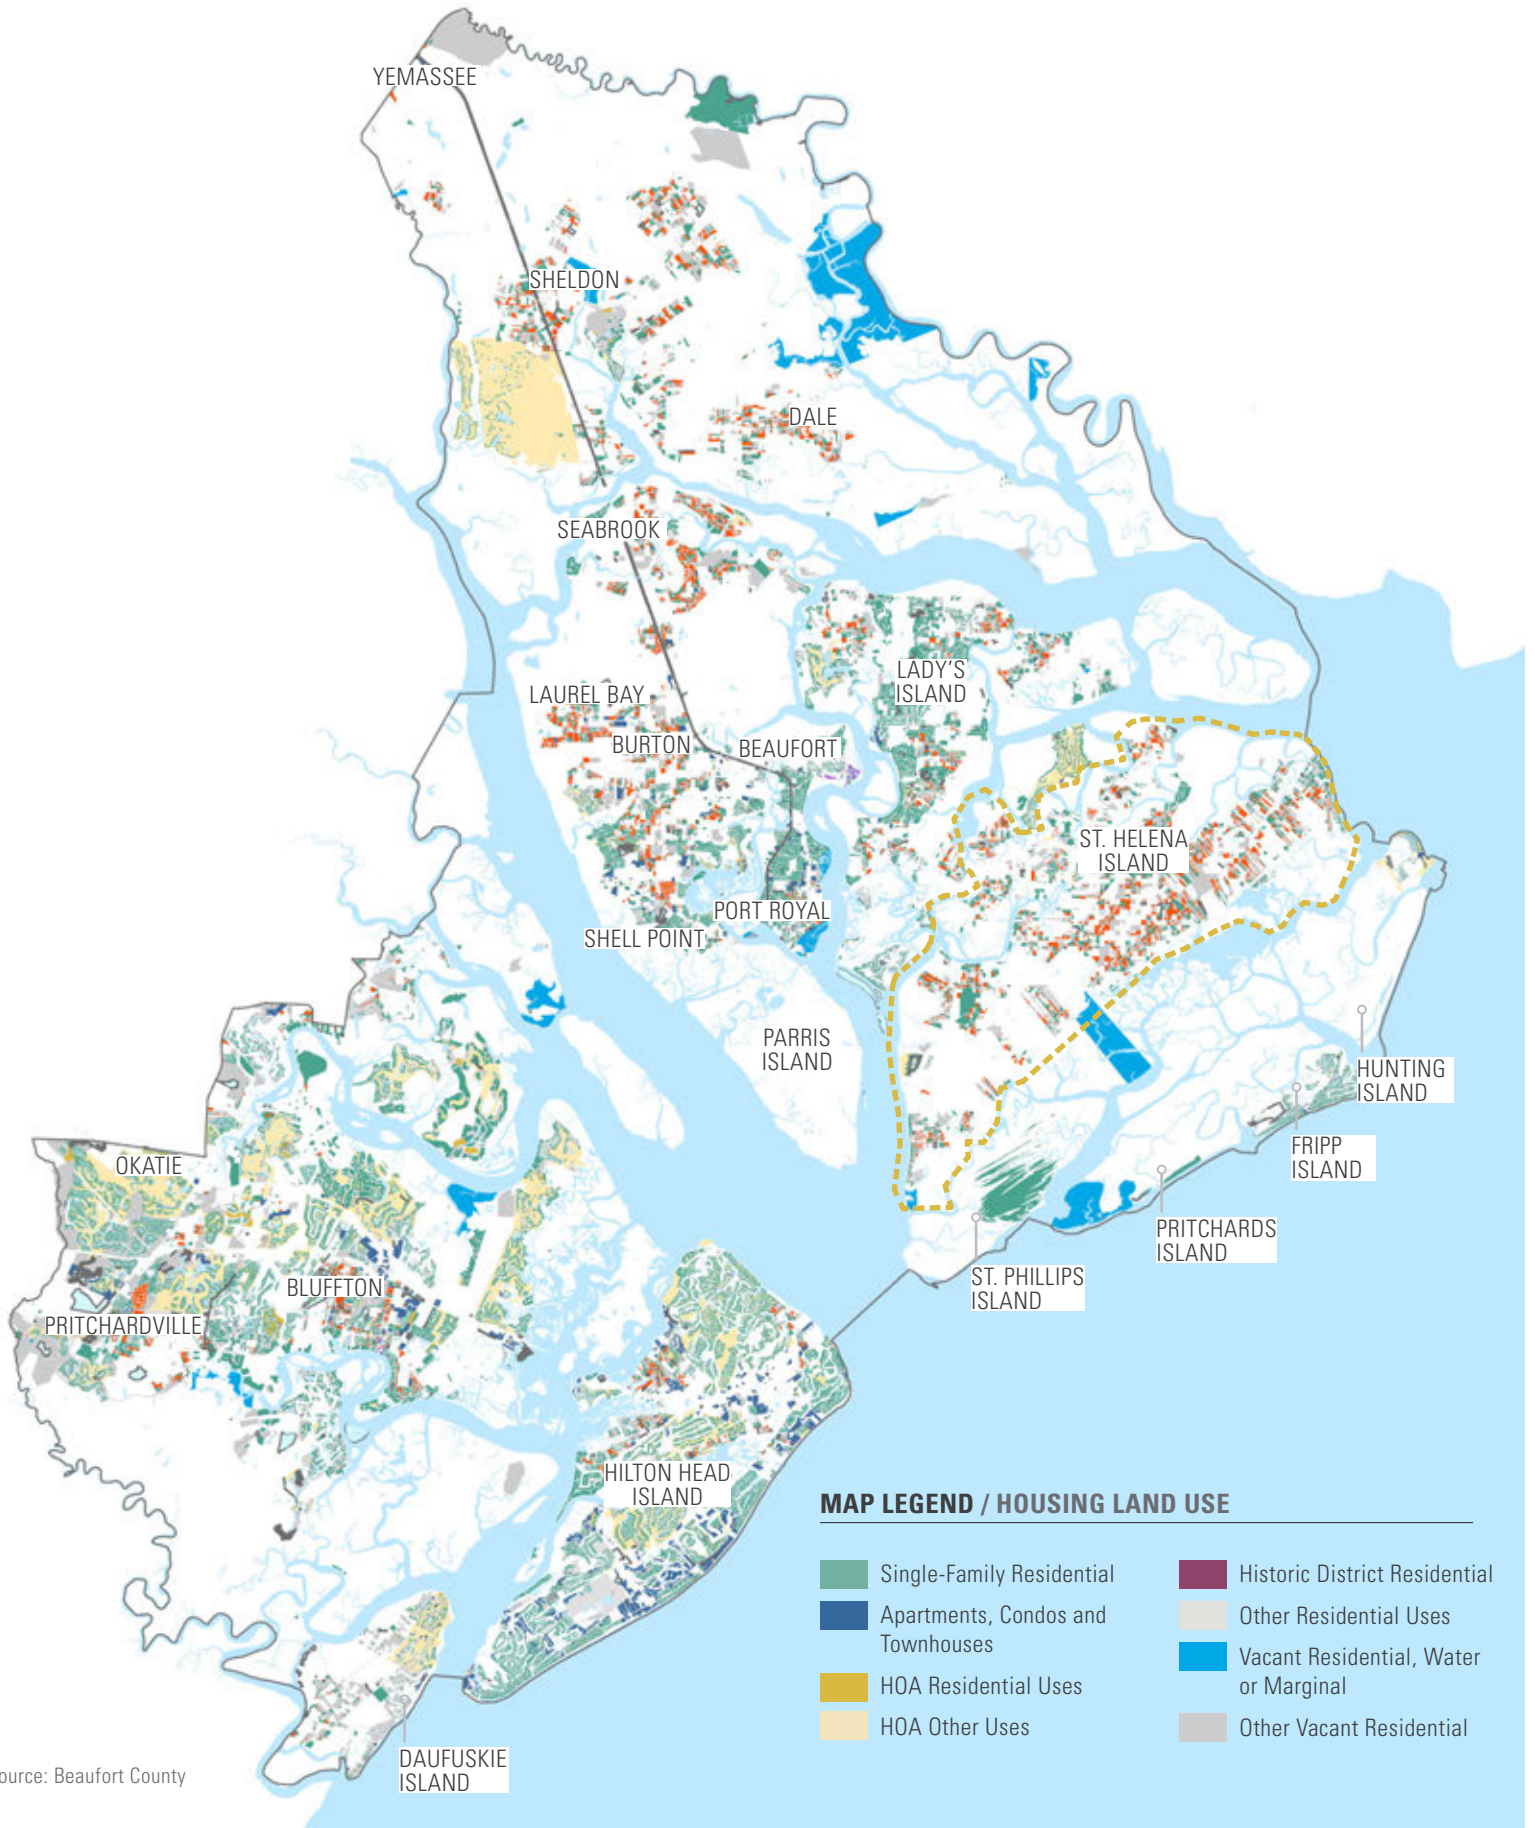 YEMASSEE
SHELDON
DALE
SEABROOK
LADY'S
ISLAND
LAUREL BAY
BURTON
BEAUFORT
ST. HELENA
ISLAND
PORT ROYAL
SHELL POINT
PARRIS
ISLAND
HUNTING
ISLAND
FRIPP
ISLAND
OKATIE
PRITCHARDS
ISLAND
ST. PHILLIPS
ISLAND
BLUFFTON
PRITCHARDVILLE
HILTON HEAD
ISLAND
DAUFUSKIE
ISLAND
MAP LEGEND / HOUSING LAND USE
Single-Family Residential
Apartments, Condos and
Townhouses
HOA Residential Uses
HOA Other Uses
Historic District Residential
Other Residential Uses
Vacant Residential, Water
or Marginal
Other Vacant Residential
ource: Beaufort County